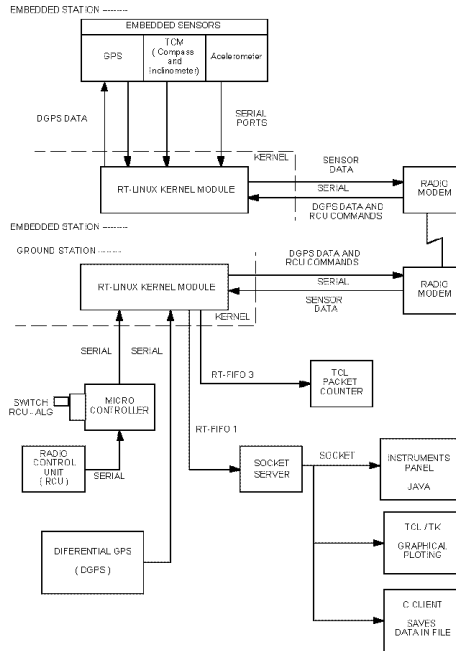 EMBEDDED STATION --------
EMBEDDED SENSORS
GPS
TCM
( Compass
and
Inclinometer)
Acelerometer
DGPS DATA
SERIAL
PORTS
KERNEL
RT-LINUX KERNEL MODULE
SENSOR
DATA
SERIAL
DGPS DATA AND
RCU COMMANDS
RADIO
MODEM
EMBEDDED STATION --------
GROUND STATION --------
RT-LINUX KERNEL MODULE
KERNEL
DGPS DATA AND
RCU COMMANDS
SERIAL
SENSOR
DATA
RADIO
MODEM
SERIAL
SERIAL
RT-FIFO 3
TCL
PACKET
COUNTER
SWITCH
RCU - ALG
MICRO
CONTROLLER
RT-FIFO 1
RADIO
CONTROL
UNIT
( RCU )
SERIAL
SOCKET
SERVER
SOCKET
INSTRUMENTS
PANEL
JAVA
DIFERENTIAL GPS
( DGPS )
TCL / TK
GRAPHICAL
PLOTING
C CLIENT
SAVES
DATA IN FILE